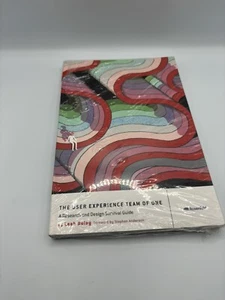 THE USER EXPERIENCE TEAM OF ONE
A Research and Design Survival Guide
by Leah Buley